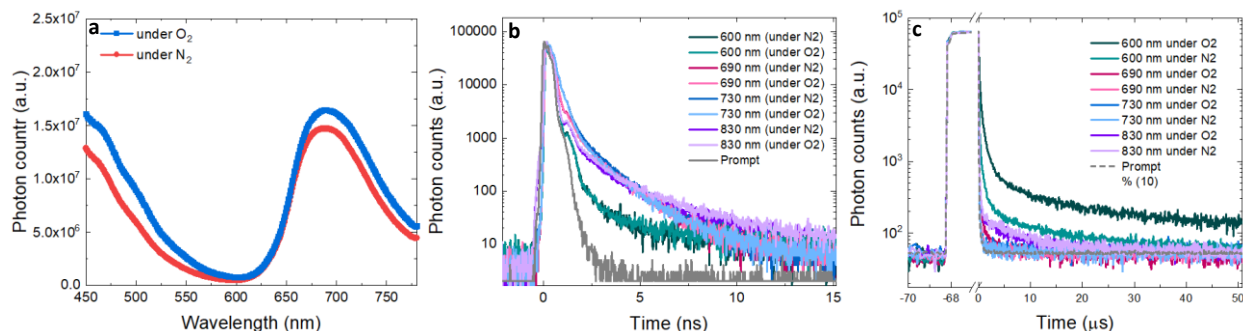 a
under O2
under N2
2.5x10^7
2.0x10^7
1.5x10^7
1.0x10^7
5.0x10^6
0.0
450 500 550 600 650 700 750
Photon countr (a.u.)
Wavelength (nm)
b
600 nm (under N2)
600 nm (under O2)
690 nm (under N2)
690 nm (under O2)
730 nm (under N2)
730 nm (under O2)
830 nm (under N2)
830 nm (under O2)
Prompt
100000
10000
1000
100
10
0 5 10 15
Photon counts (a.u.)
Time (ns)
c
600 nm under O2
600 nm under N2
690 nm under O2
690 nm under N2
730 nm under O2
730 nm under N2
830 nm under O2
830 nm under N2
Prompt
% (10)
10^5
10^4
10^3
10^2
-70 -68 0 10 20 30 40 50
Photon counts (a.u.)
Time (μs)